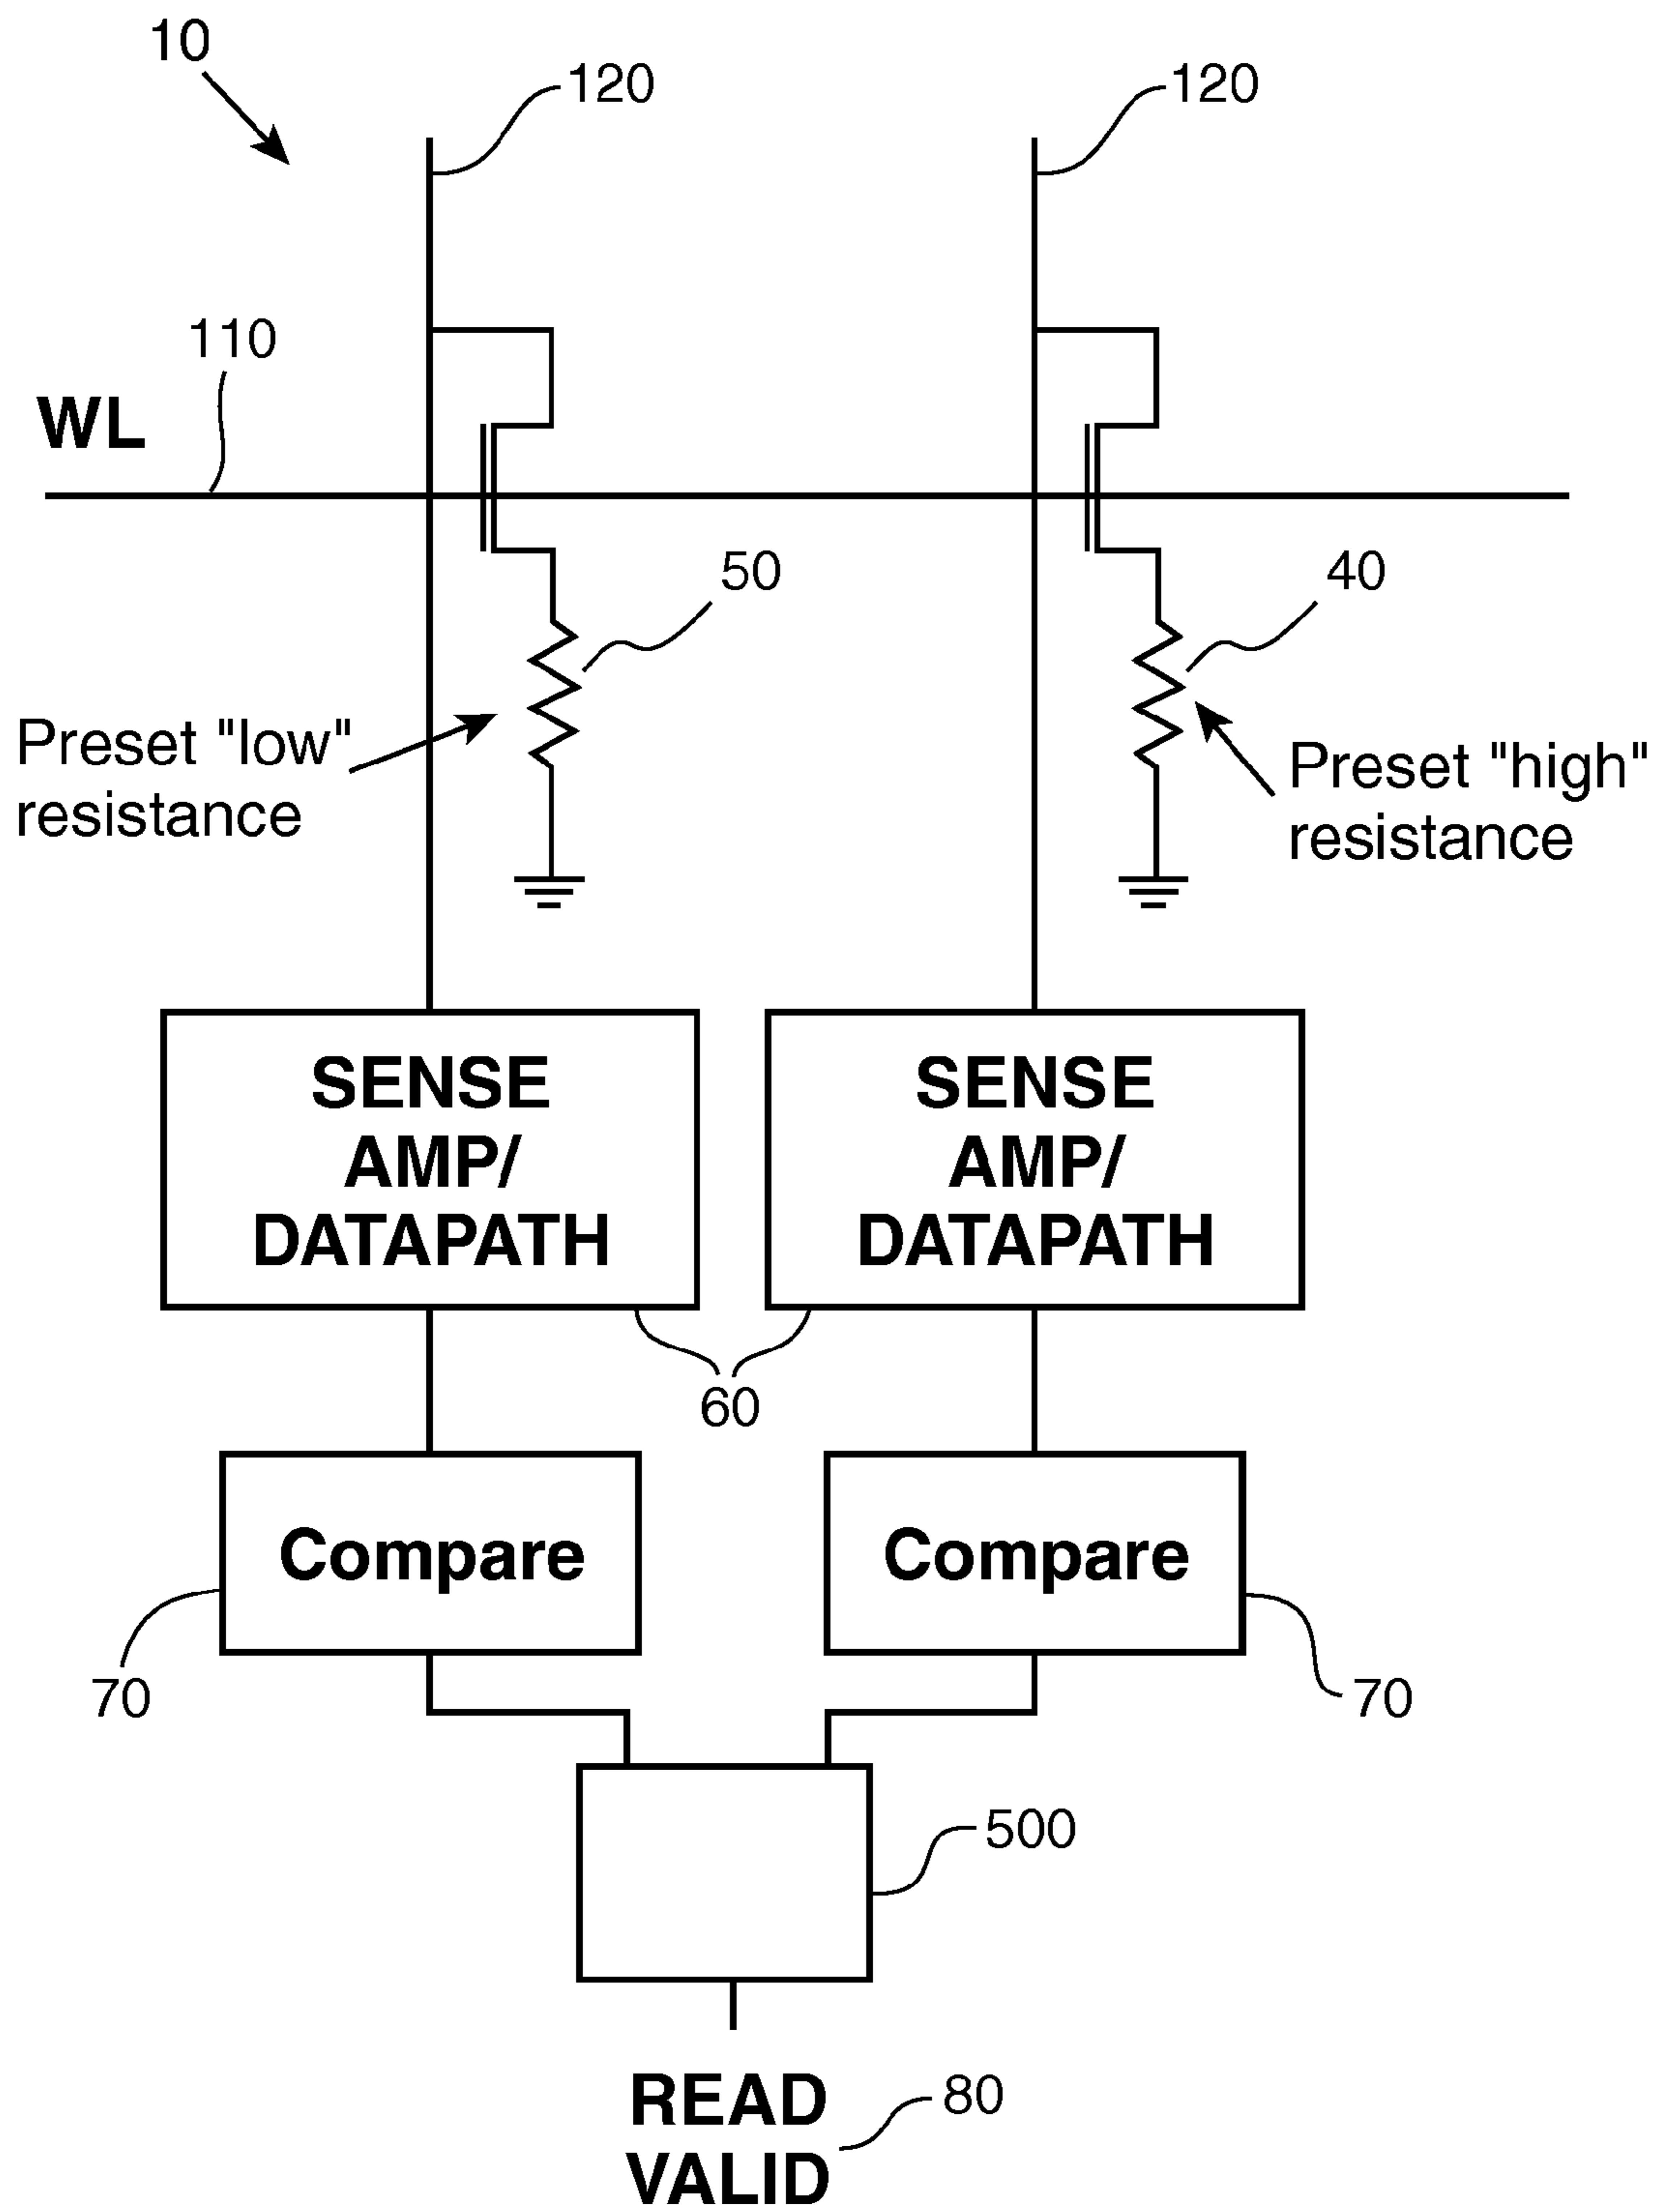 10
120
120
110
WL
50
40
Preset "low"
resistance
Preset "high"
resistance
SENSE
AMP/
DATAPATH
SENSE
AMP/
DATAPATH
60
Compare
Compare
70
70
500
READ
VALID
80